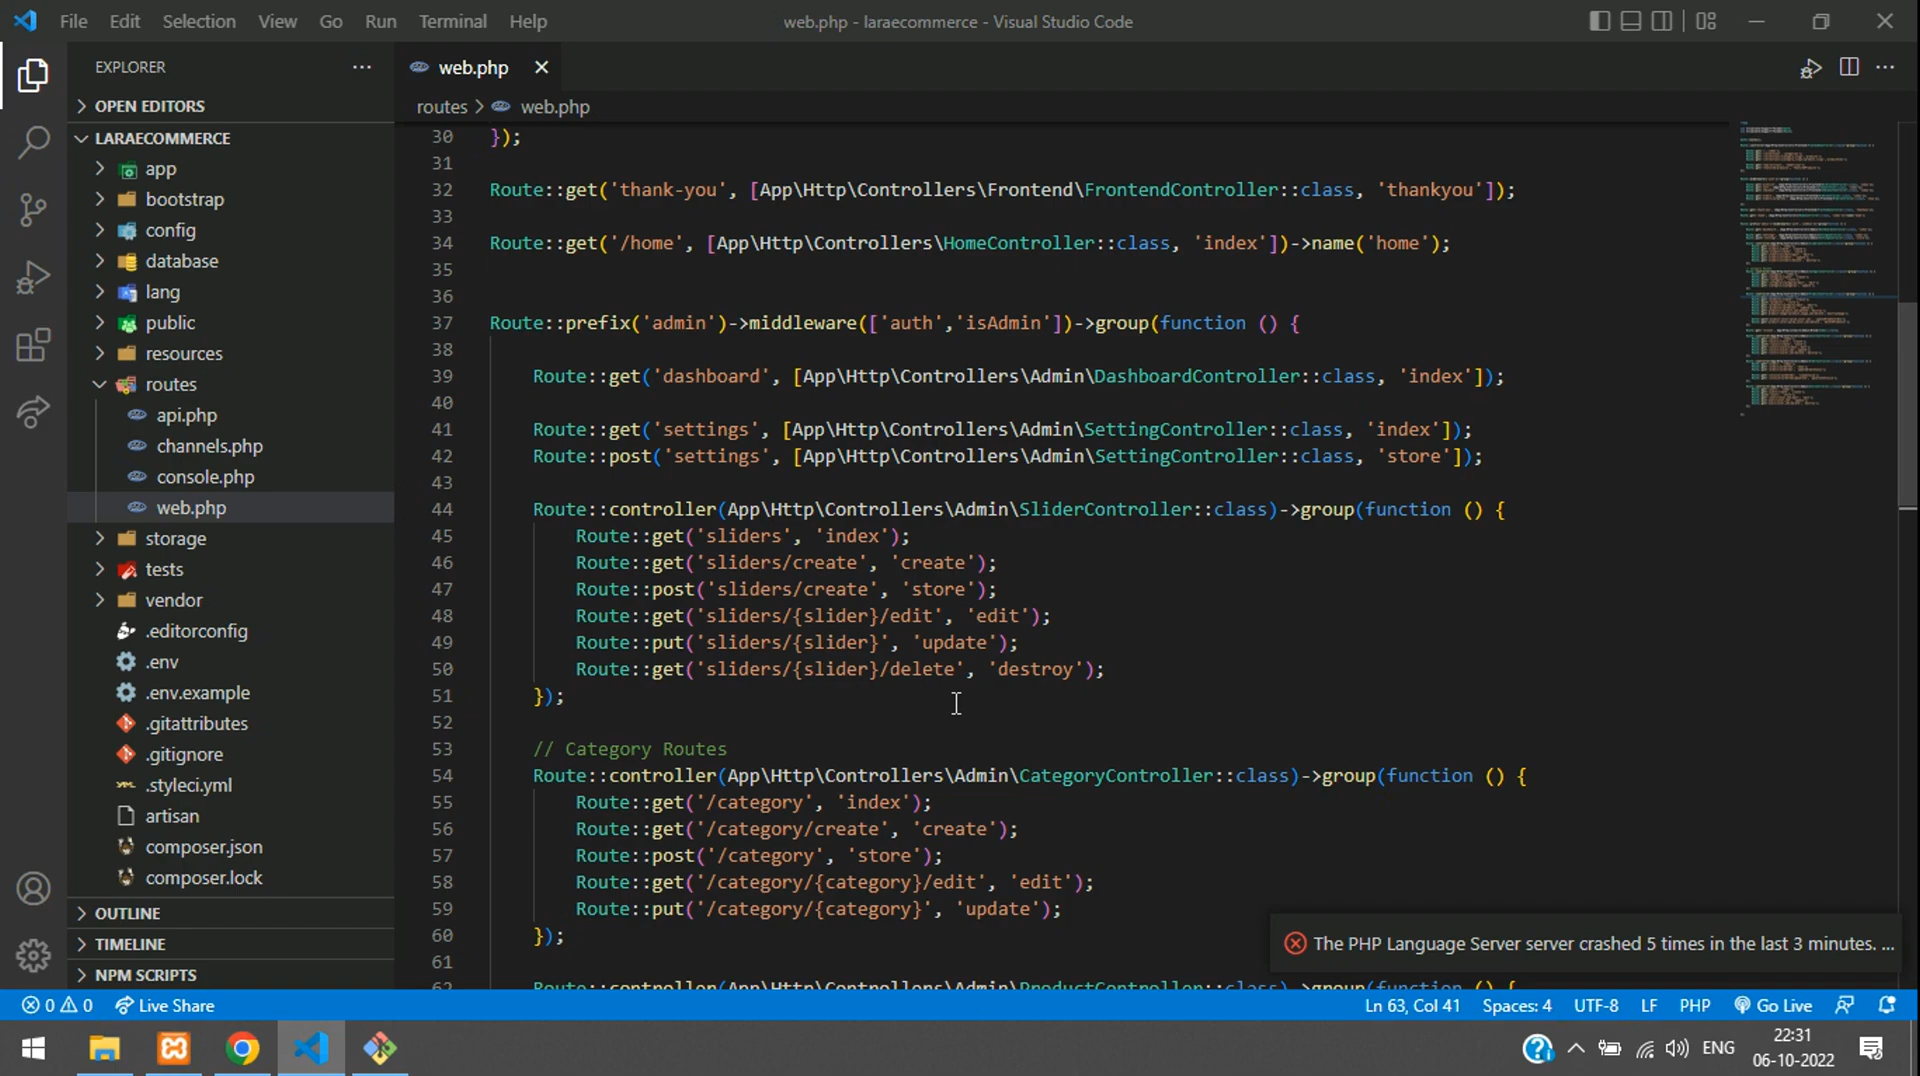 File Edit Selection View Go Run Terminal Help
web.php - laraecommerce - Visual Studio Code
EXPLORER
OPEN EDITORS
LARAECOMMERCE
app
bootstrap
config
database
lang
public
resources
routes
api.php
channels.php
console.php
web.php
storage
tests
vendor
.editorconfig
.env
.env.example
.gitattributes
.gitignore
.styleci.yml
artisan
composer.json
composer.lock
OUTLINE
TIMELINE
NPM SCRIPTS
web.php
routes > web.php
30 });
31
32 Route::get('thank-you', [App\Http\Controllers\Frontend\FrontendController::class, 'thankyou']);
33
34 Route::get('/home', [App\Http\Controllers\HomeController::class, 'index'])->name('home');
35
36
37 Route::prefix('admin')->middleware(['auth','isAdmin'])->group(function () {
38
39 Route::get('dashboard', [App\Http\Controllers\Admin\DashboardController::class, 'index']);
40
41 Route::get('settings', [App\Http\Controllers\Admin\SettingController::class, 'index']);
42 Route::post('settings', [App\Http\Controllers\Admin\SettingController::class, 'store']);
43
44 Route::controller(App\Http\Controllers\Admin\SliderController::class)->group(function () {
45 Route::get('sliders', 'index');
46 Route::get('sliders/create', 'create');
47 Route::post('sliders/create', 'store');
48 Route::get('sliders/{slider}/edit', 'edit');
49 Route::put('sliders/{slider}', 'update');
50 Route::get('sliders/{slider}/delete', 'destroy');
51 });
52
53 // Category Routes
54 Route::controller(App\Http\Controllers\Admin\CategoryController::class)->group(function () {
55 Route::get('/category', 'index');
56 Route::get('/category/create', 'create');
57 Route::post('/category', 'store');
58 Route::get('/category/{category}/edit', 'edit');
59 Route::put('/category/{category}', 'update');
60 });
61
62 Route::controller(App\Http\Controllers\Admin\ProductController::class)->group(function () {
The PHP Language Server server crashed 5 times in the last 3 minutes. ...
0 0 Live Share
Ln 63, Col 41 Spaces: 4 UTF-8 LF PHP Go Live
ENG
22:31
06-10-2022